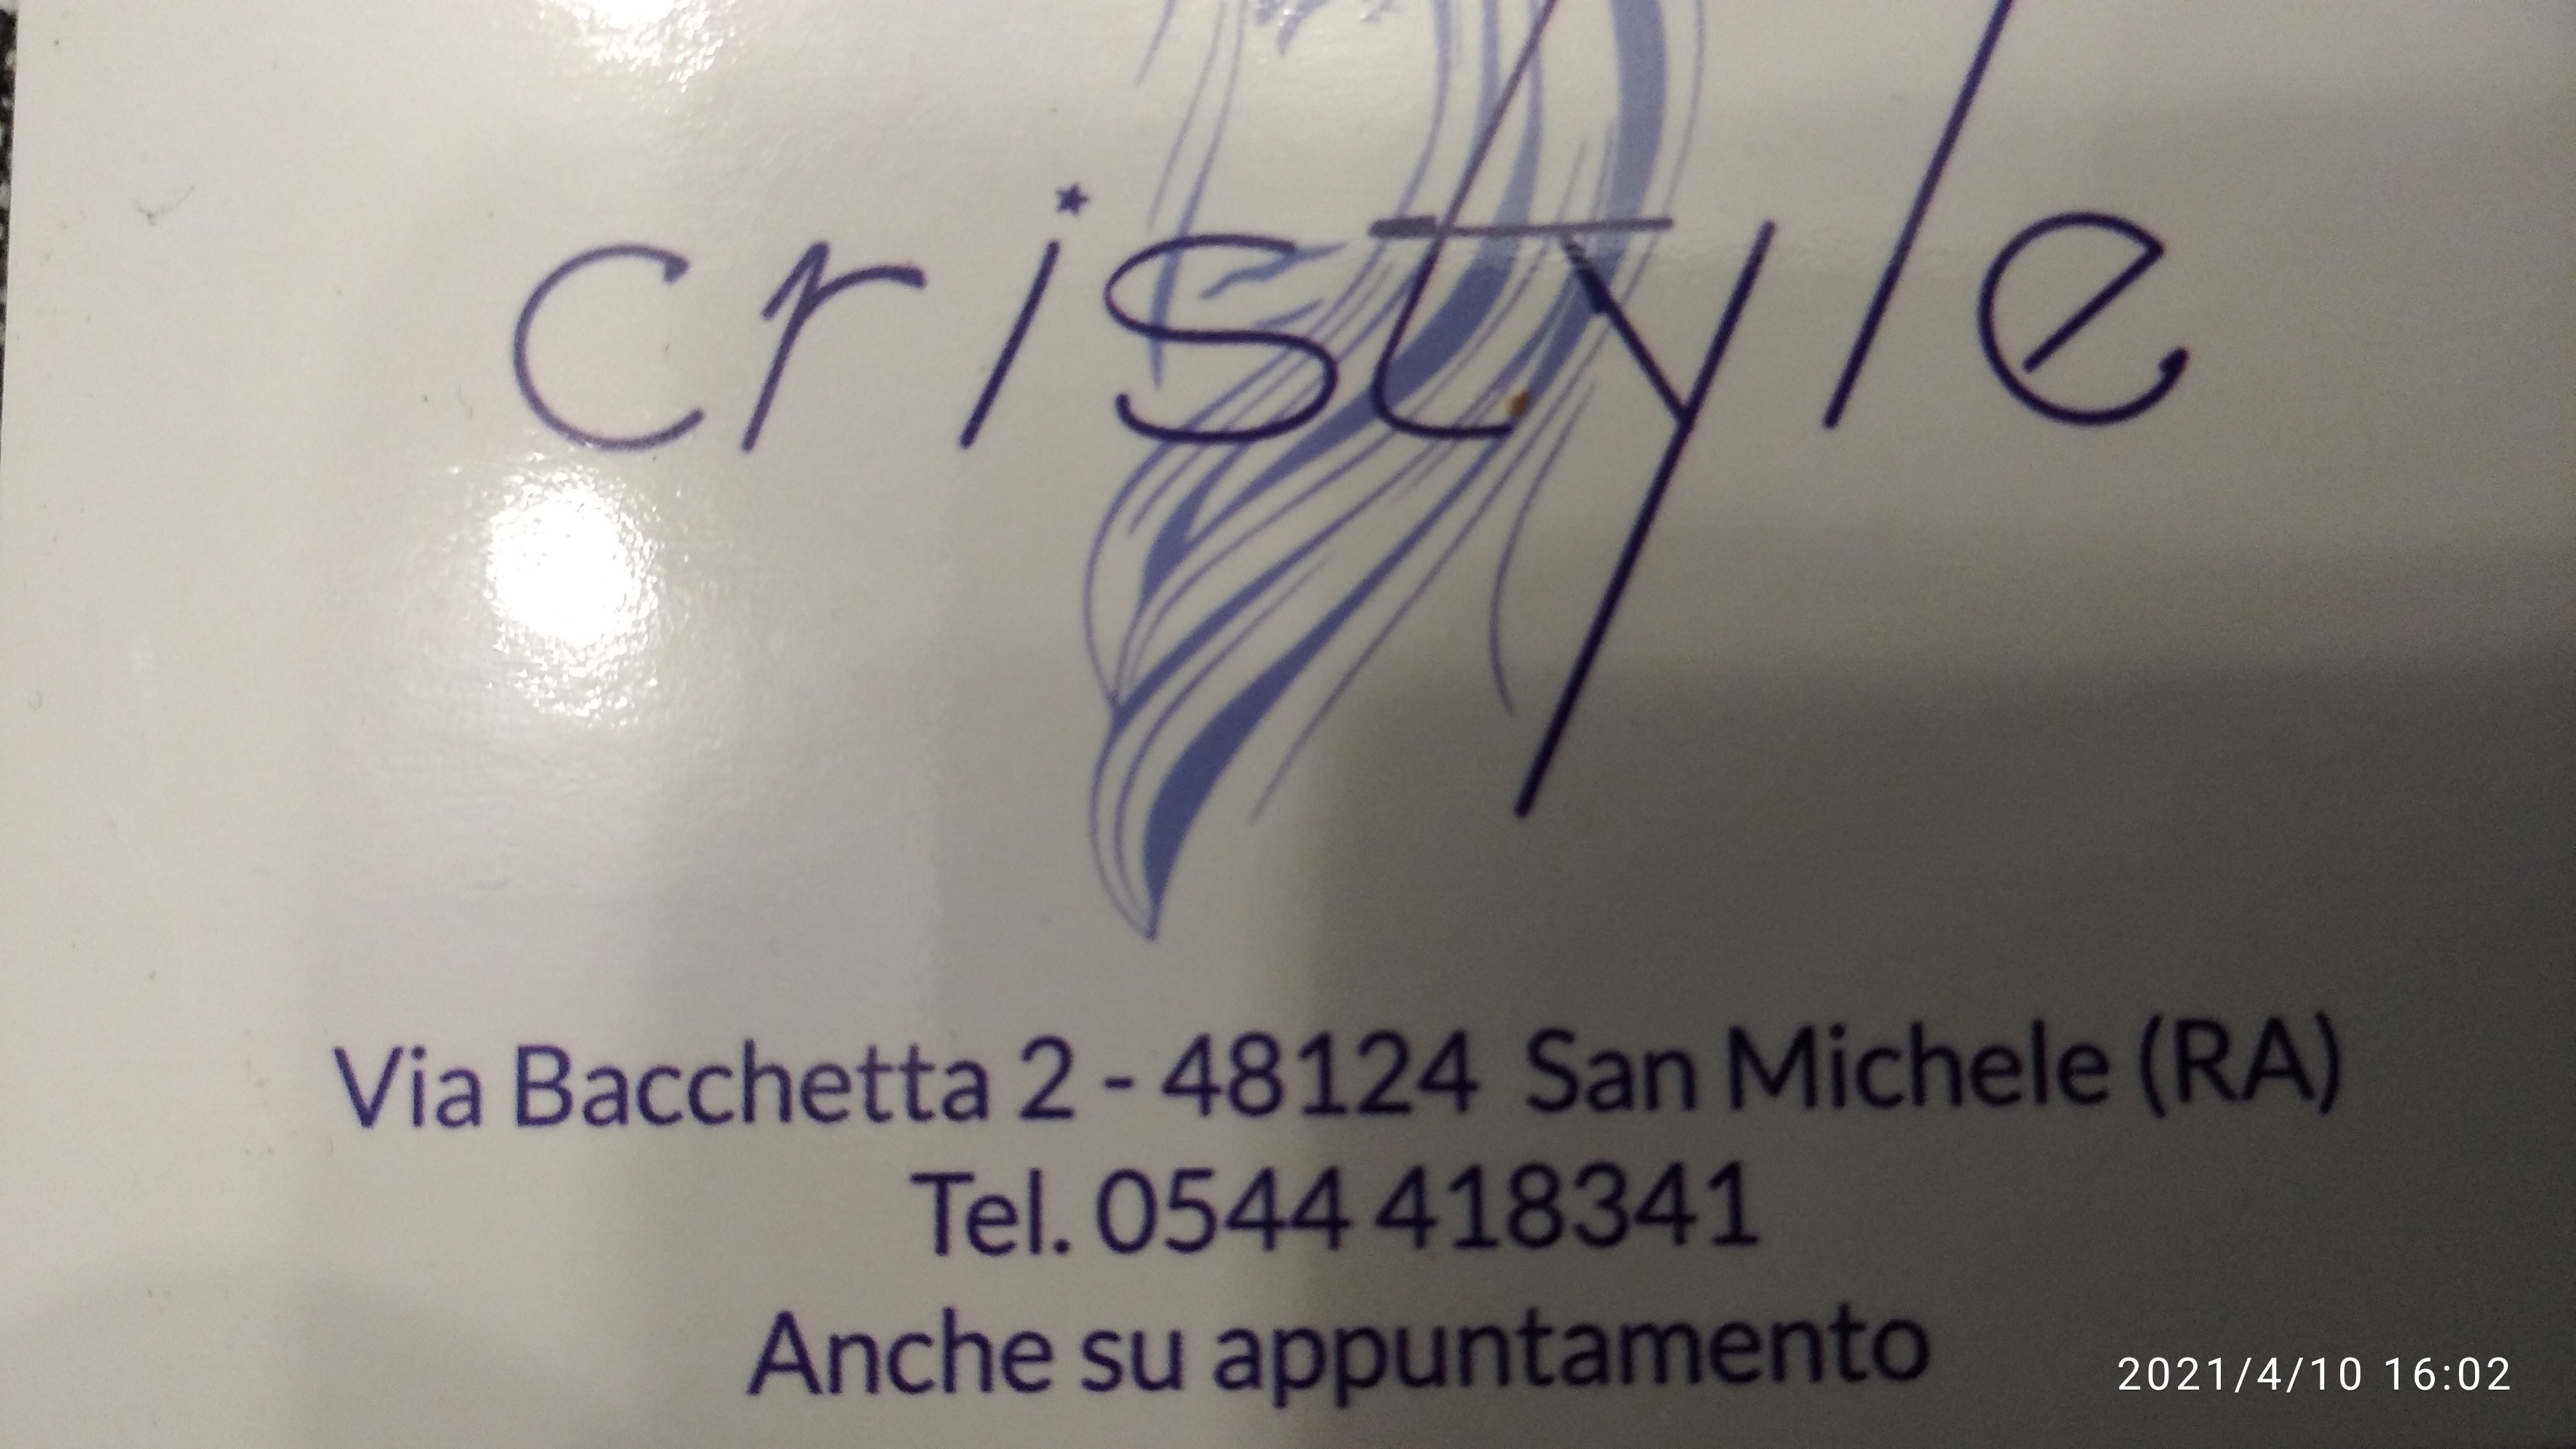 cristyle
Via Bacchetta 2 - 48124 San Michele (RA)
Tel. 0544 418341
Anche su appuntamento
2021/4/10 16:02